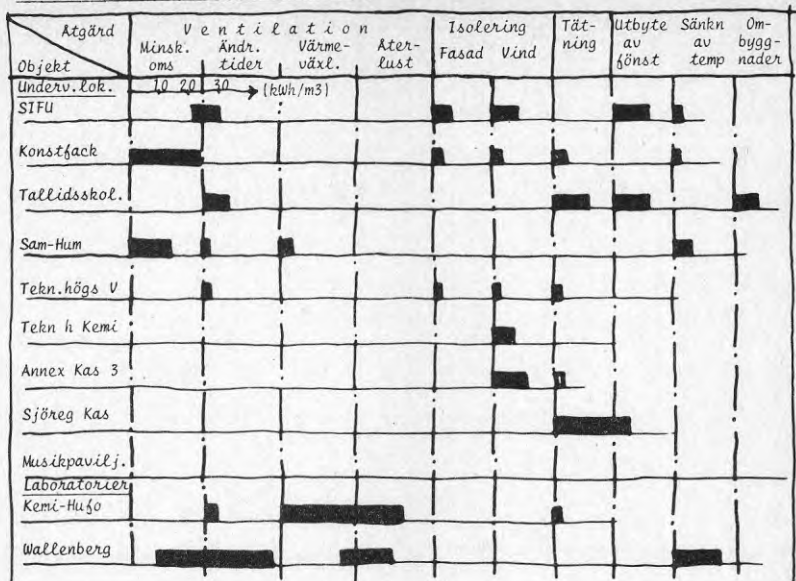 Åtgärd
V e n t i l a t i o n
Isolering
Tät-
ning
Utbyte
av
fönst
Sänkn
av
temp
Om-
bygg-
nader
Minsk.
oms
Ändr.
tider
Värme-
växl.
Åter-
lust
Fasad
Vind
Objekt
Underv.lok.
10 20 30 (kWh/m3)
SIFU
Konstfack
Tallidsskol.
Sam-Hum
Tekn.högs V
Tekn h Kemi
Annex Kas 3
Sjöreg Kas
Musikpavilj.
Laboratorier
Kemi-Hufo
Wallenberg